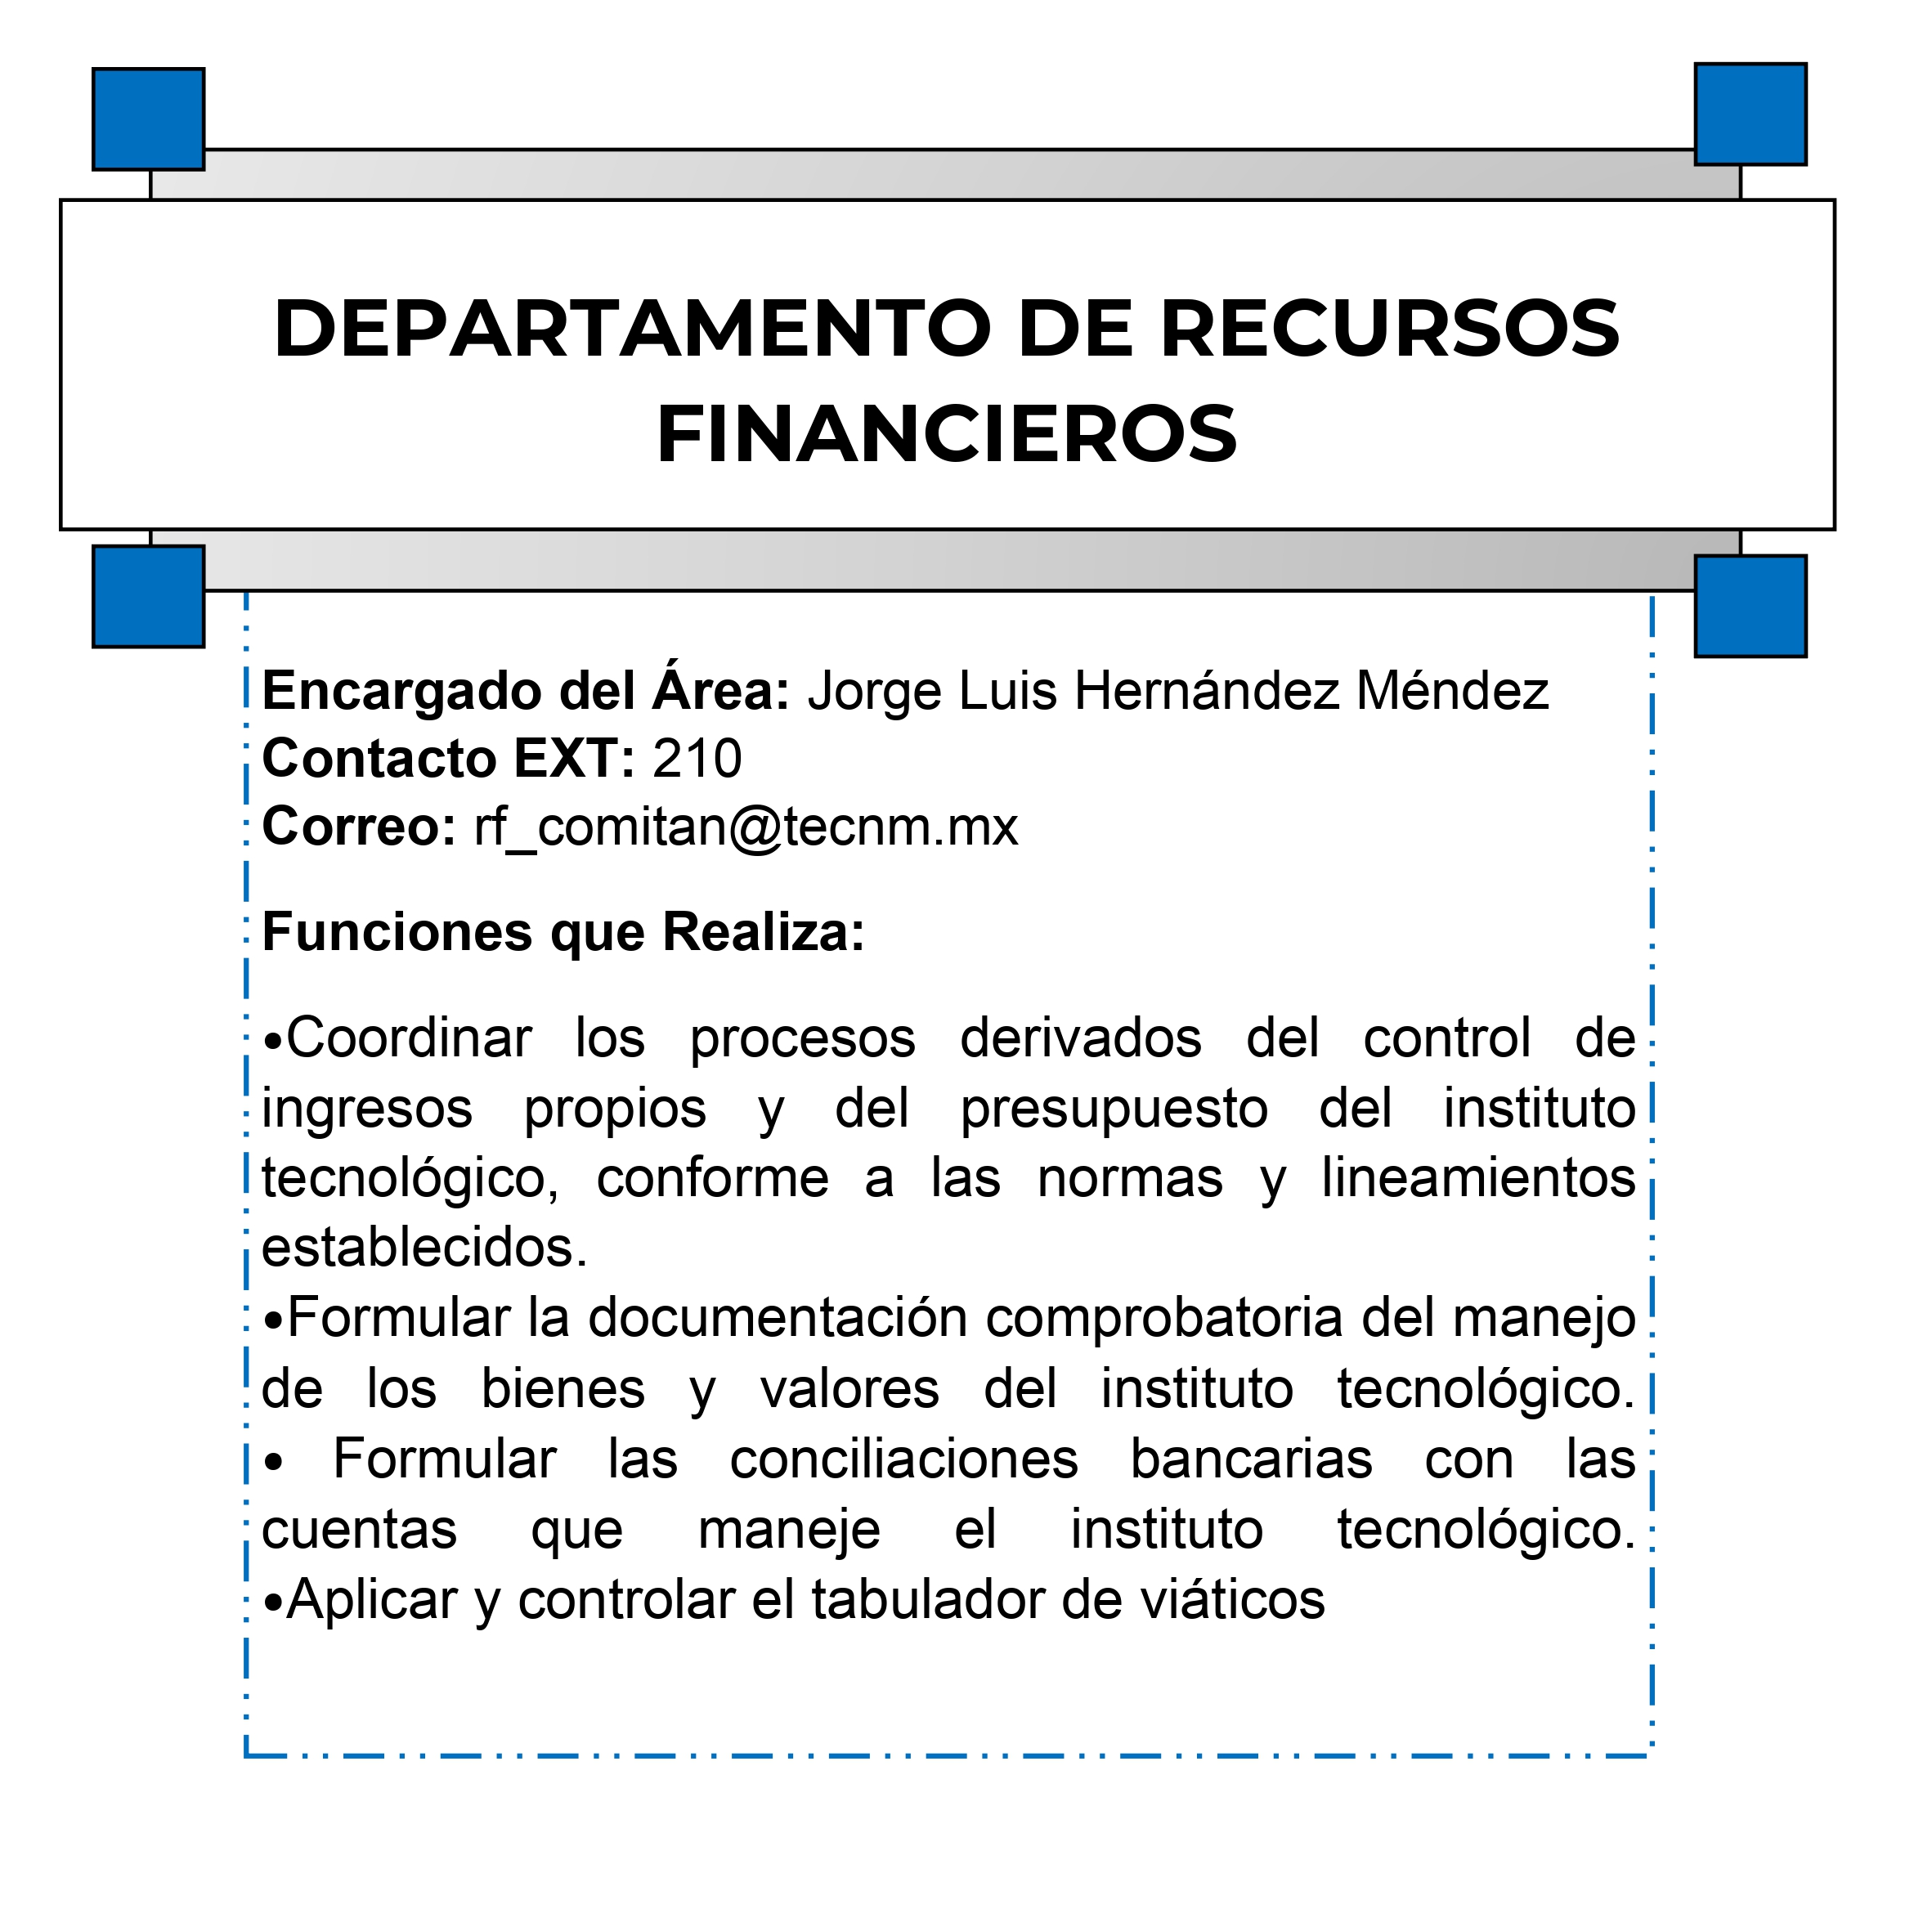 DEPARTAMENTO DE RECURSOS
FINANCIEROS
Encargado del Área: Jorge Luis Hernández Méndez
Contacto EXT: 210
Correo: rf_comitan@tecnm.mx
Funciones que Realiza:
•Coordinar los procesos derivados del control de
ingresos propios y del presupuesto del instituto
tecnológico, conforme a las normas y lineamientos
establecidos.
•Formular la documentación comprobatoria del manejo
de los bienes y valores del instituto tecnológico.
• Formular las conciliaciones bancarias con las
cuentas que maneje el instituto tecnológico.
•Aplicar y controlar el tabulador de viáticos